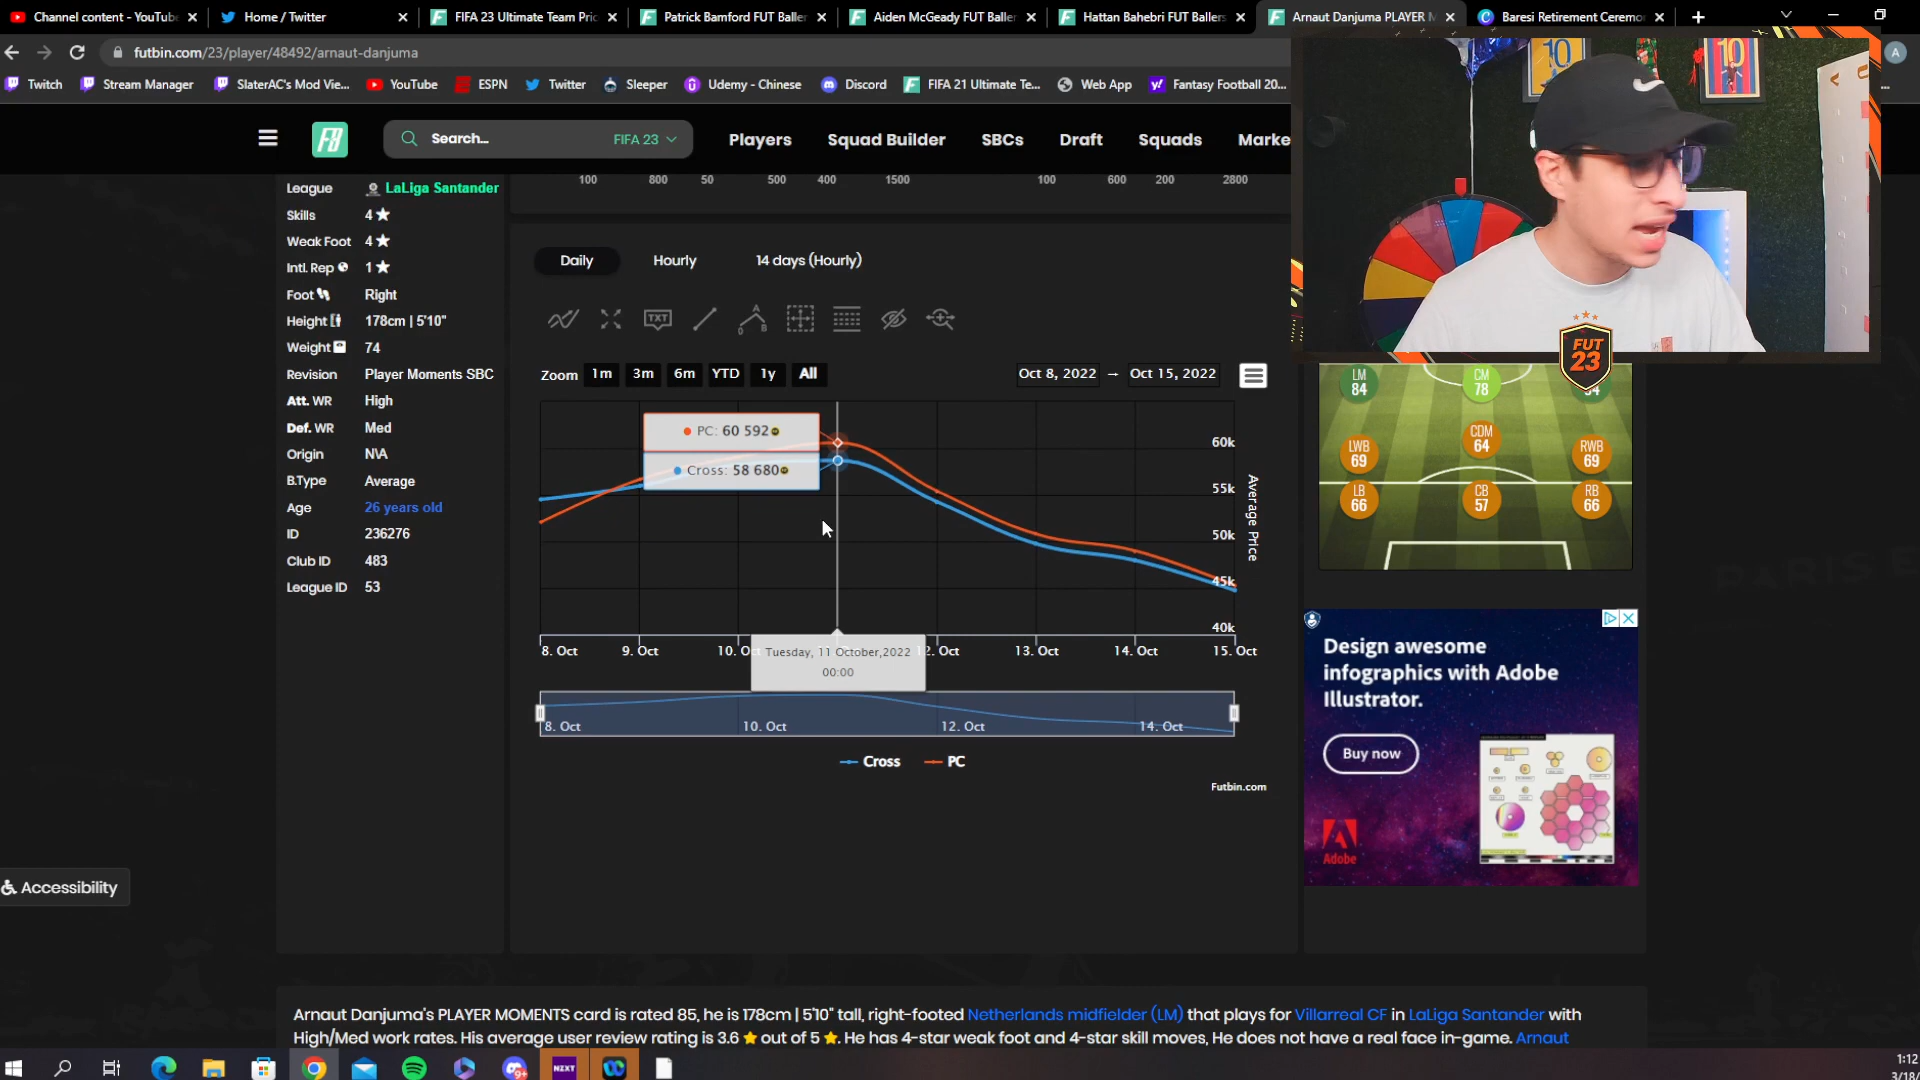 Channel content - YouTube
Home / Twitter
FIFA 23 Ultimate Team Pric
Patrick Bamford FUT Baller
Aiden McGeady FUT Baller
Hattan Bahebri FUT Ballers
Arnaut Danjuma PLAYER M
Baresi Retirement Ceremo
futbin.com/23/player/48492/arnaut-danjuma
A
Twitch
Stream Manager
SlaterAC's Mod Vie...
YouTube
ESPN
Twitter
Sleeper
Udemy - Chinese
Discord
FIFA 21 Ultimate Te...
Web App
Fantasy Football 20...
Search...
FIFA 23
Players
Squad Builder
SBCs
Draft
Squads
Marke
10
10
100 800 50 500 400 1500 100 600 200 2800
League LaLiga Santander
Skills 4
Weak Foot 4
Intl. Rep 1
Foot Right
Height 178cm | 5'10"
Weight 74
Revision Player Moments SBC
Att. WR High
Def. WR Med
Origin N\A
B.Type Average
Age 26 years old
ID 236276
Club ID 483
League ID 53
Daily
Hourly
14 days (Hourly)
TXT
A
B
Zoom 1m 3m 6m YTD 1y All
Oct 8, 2022 → Oct 15, 2022
PC: 60 592
Cross: 58 680
60k
55k
50k
45k
40k
Average Price
8. Oct 9. Oct 12. Oct 13. Oct 14. Oct 15. Oct
Tuesday, 11 October,2022
00:00
8. Oct 10. Oct 12. Oct 14. Oct
Cross PC
Futbin.com
FUT
23
LM
84
CM
78
LWB
69
CDM
64
RWB
69
LB
66
CB
57
RB
66
Design awesome
infographics with Adobe
Illustrator.
Buy now
Adobe
Accessibility
Arnaut Danjuma's PLAYER MOMENTS card is rated 85, he is 178cm | 5'10" tall, right-footed Netherlands midfielder (LM) that plays for Villarreal CF in LaLiga Santander with
High/Med work rates. His average user review rating is 3.6 out of 5. He has 4-star weak foot and 4-star skill moves, He does not have a real face in-game. Arnaut
9+
NZXT
1:12
3/18/